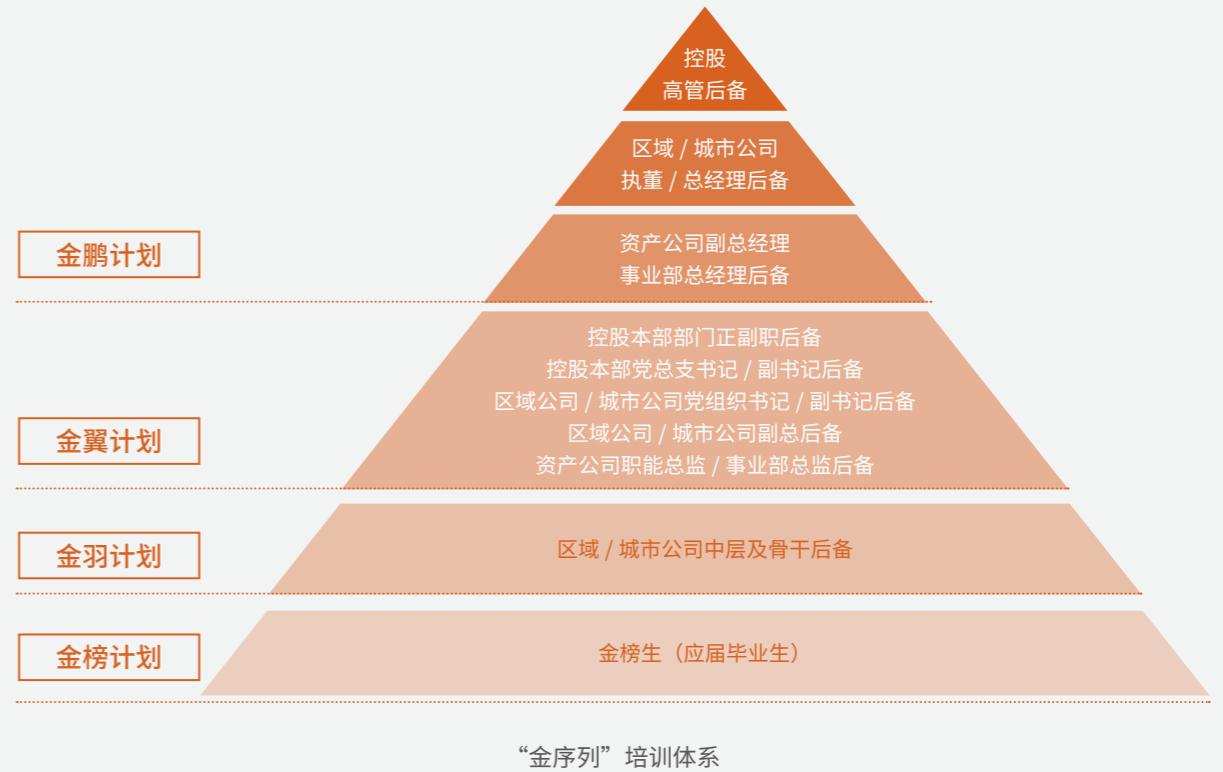 控股
高管后备
区域 / 城市公司
执董 / 总经理后备
金鹏计划
资产公司副总经理
事业部总经理后备
金翼计划
控股本部部门正副职后备
控股本部党总支书记 / 副书记后备
区域公司 / 城市公司党组织书记 / 副书记后备
区域公司 / 城市公司副总后备
资产公司职能总监 / 事业部总监后备
金羽计划
区域 / 城市公司中层及骨干后备
金榜计划
金榜生（应届毕业生）
“金序列”培训体系